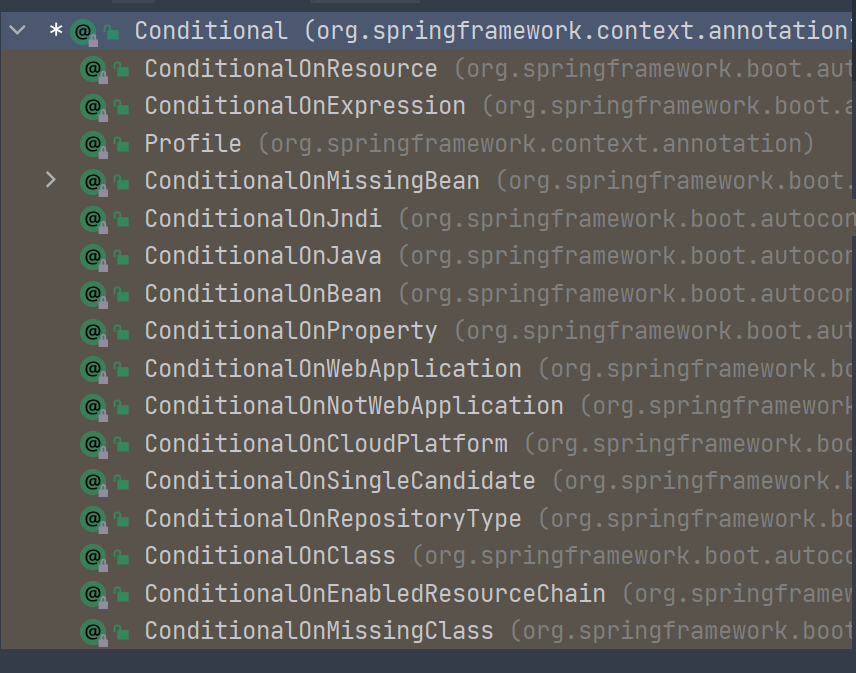 * @ Conditional (org.springframework.context.annotation)
@ ConditionalOnResource (org.springframework.boot.aut
@ ConditionalOnExpression (org.springframework.boot.a
@ Profile (org.springframework.context.annotation)
@ ConditionalOnMissingBean (org.springframework.boot.
@ ConditionalOnJndi (org.springframework.boot.autocon
@ ConditionalOnJava (org.springframework.boot.autocon
@ ConditionalOnBean (org.springframework.boot.autocon
@ ConditionalOnProperty (org.springframework.boot.aut
@ ConditionalOnWebApplication (org.springframework.bo
@ ConditionalOnNotWebApplication (org.springframework
@ ConditionalOnCloudPlatform (org.springframework.boo
@ ConditionalOnSingleCandidate (org.springframework.b
@ ConditionalOnRepositoryType (org.springframework.bo
@ ConditionalOnClass (org.springframework.boot.autoco
@ ConditionalOnEnabledResourceChain (org.springframew
@ ConditionalOnMissingClass (org.springframework.boot